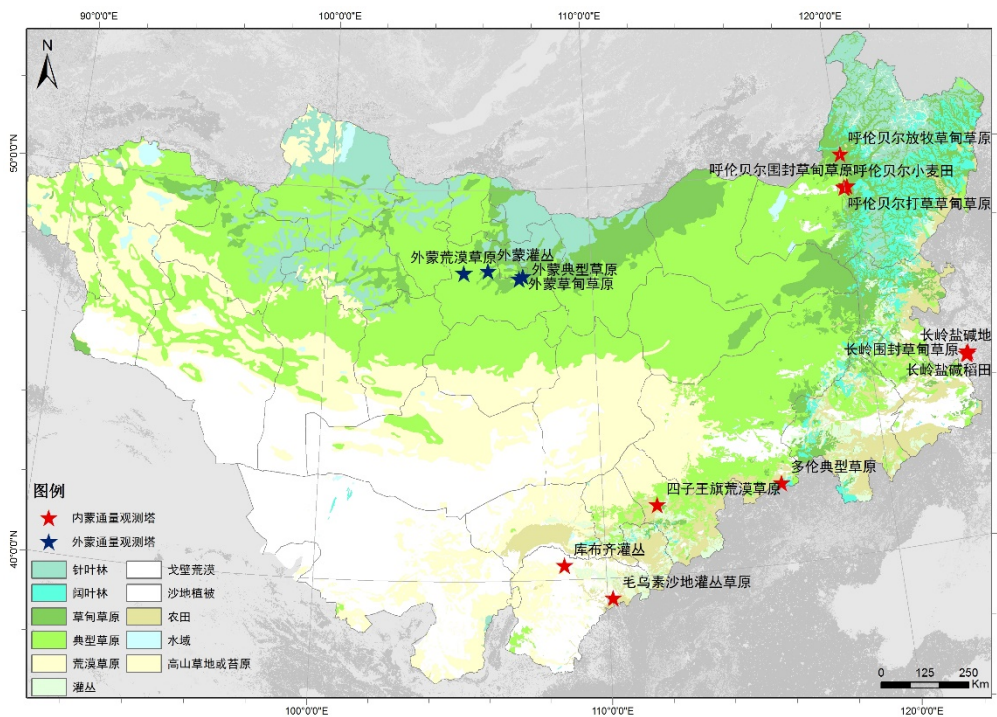 100°0'0"E
110°0'0"E
120°0'0"E
N
50°0'0"N
呼伦贝尔放牧草甸草原
呼伦贝尔围封草甸草原呼伦贝尔小麦田
呼伦贝尔打草草甸草原
外蒙荒漠草原
外蒙灌丛
外蒙典型草原
外蒙草甸草原
长岭盐碱地
长岭围封草甸草原
长岭盐碱稻田
多伦典型草原
四子王旗荒漠草原
库布齐灌丛
毛乌素沙地灌丛草原
图例
内蒙通量观测塔
外蒙通量观测塔
针叶林
戈壁荒漠
阔叶林
沙地植被
草甸草原
农田
典型草原
水域
荒漠草原
高山草地或苔原
灌丛
40°0'0"N
0 125 250
Km
90°0'0"E
100°0'0"E
110°0'0"E
120°0'0"E